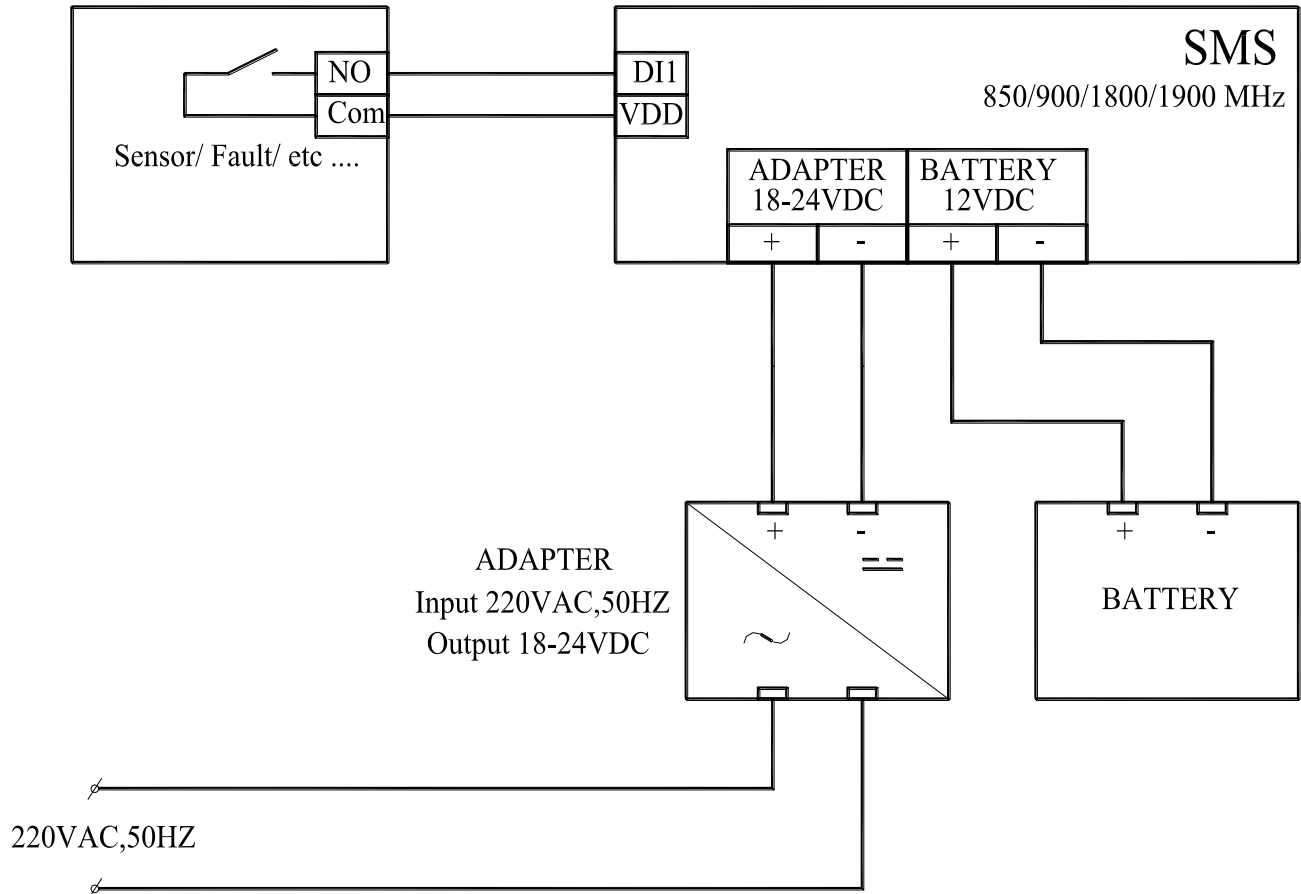 NO
Com
Sensor/ Fault/ etc ....
DI1
VDD
SMS
850/900/1800/1900 MHz
ADAPTER
18-24VDC
BATTERY
12VDC
+ - + -
ADAPTER
Input 220VAC,50HZ
Output 18-24VDC
+ -
+ -
BATTERY
220VAC,50HZ